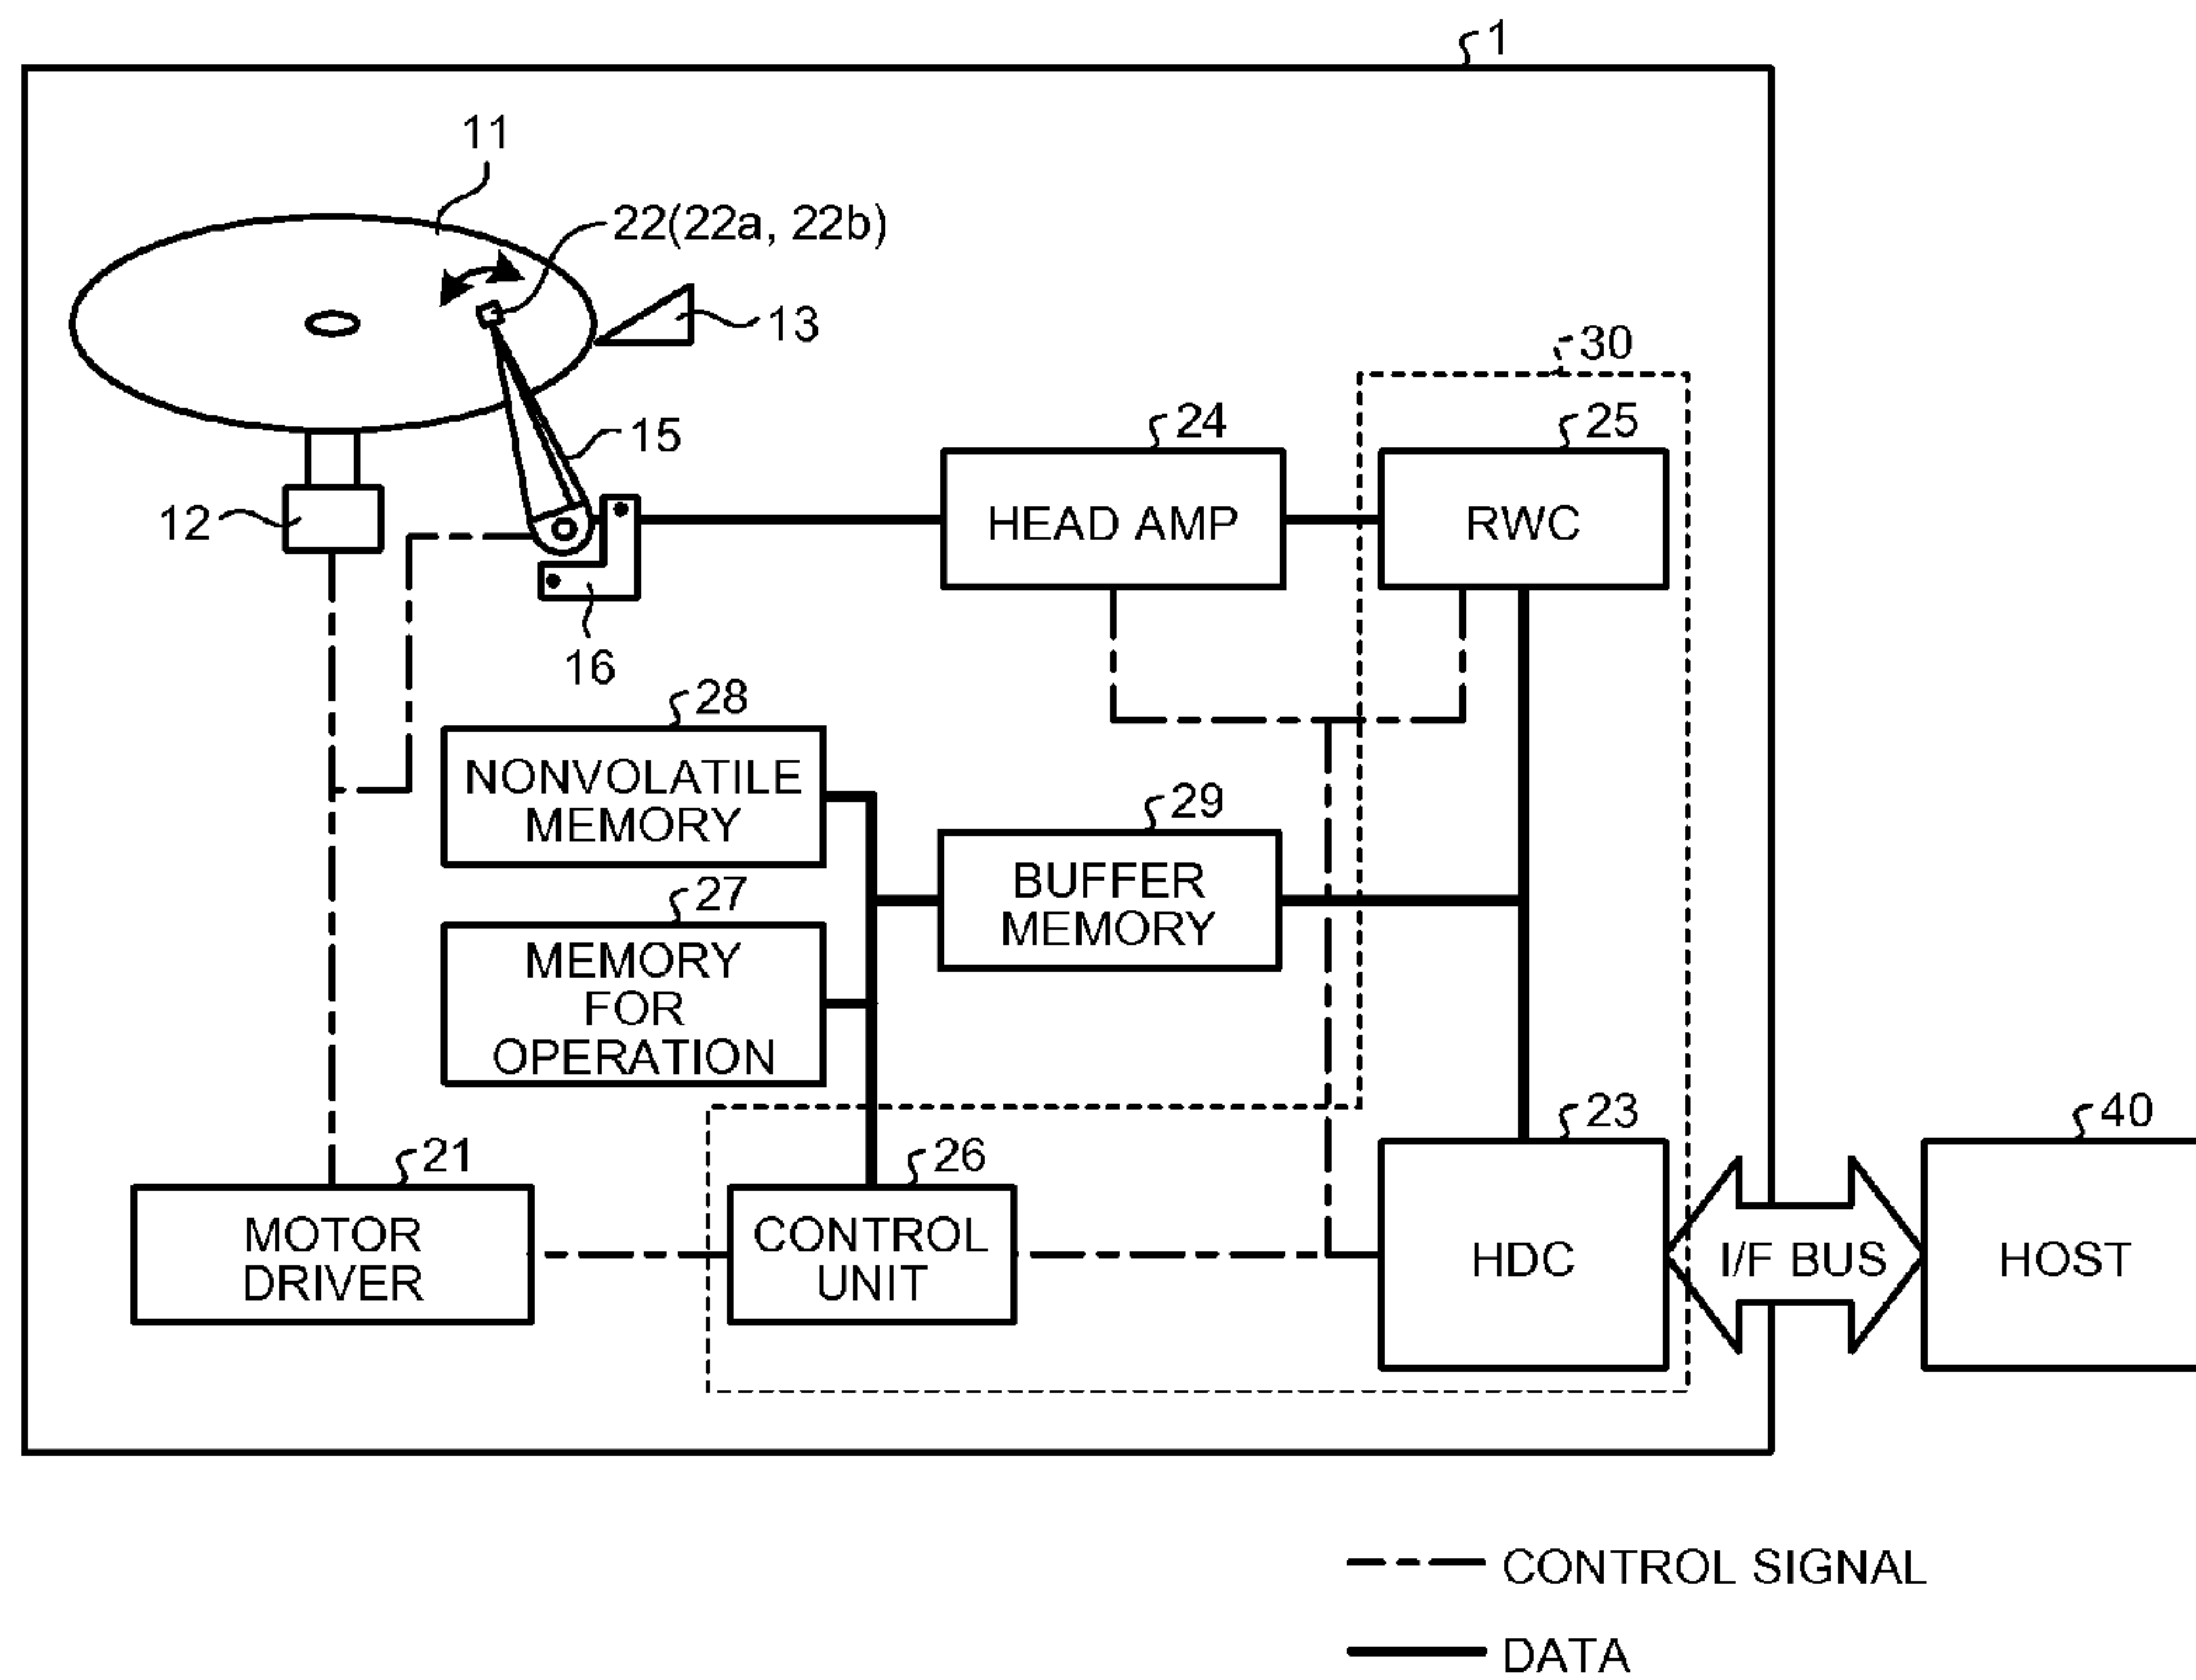 1
11
22(22a, 22b)
13
30
15
24
25
12
HEAD AMP
RWC
16
28
NONVOLATILE
MEMORY
29
BUFFER
MEMORY
27
MEMORY
FOR
OPERATION
23
40
21
26
MOTOR
DRIVER
CONTROL
UNIT
HDC
I/F BUS
HOST
CONTROL SIGNAL
DATA